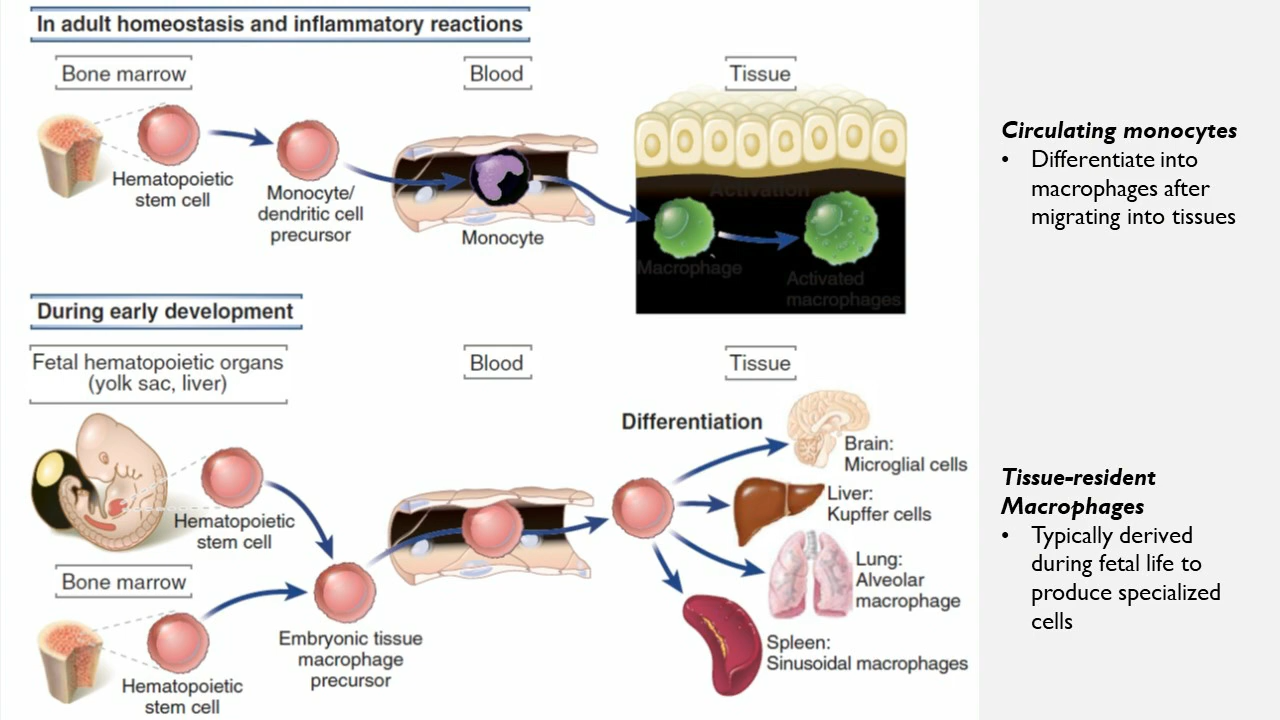 In adult homeostasis and inflammatory reactions
Bone marrow
Blood
Tissue
Hematopoietic
stem cell
Monocyte/
dendritic cell
precursor
Monocyte
Activation
Macrophage
Activated
macrophages
Circulating monocytes
• Differentiate into
macrophages after
migrating into tissues
During early development
Fetal hematopoietic organs
(yolk sac, liver)
Blood
Tissue
Hematopoietic
stem cell
Bone marrow
Hematopoietic
stem cell
Embryonic tissue
macrophage
precursor
Differentiation
Brain:
Microglial cells
Liver:
Kupffer cells
Lung:
Alveolar
macrophage
Spleen:
Sinusoidal macrophages
Tissue-resident
Macrophages
• Typically derived
during fetal life to
produce specialized
cells